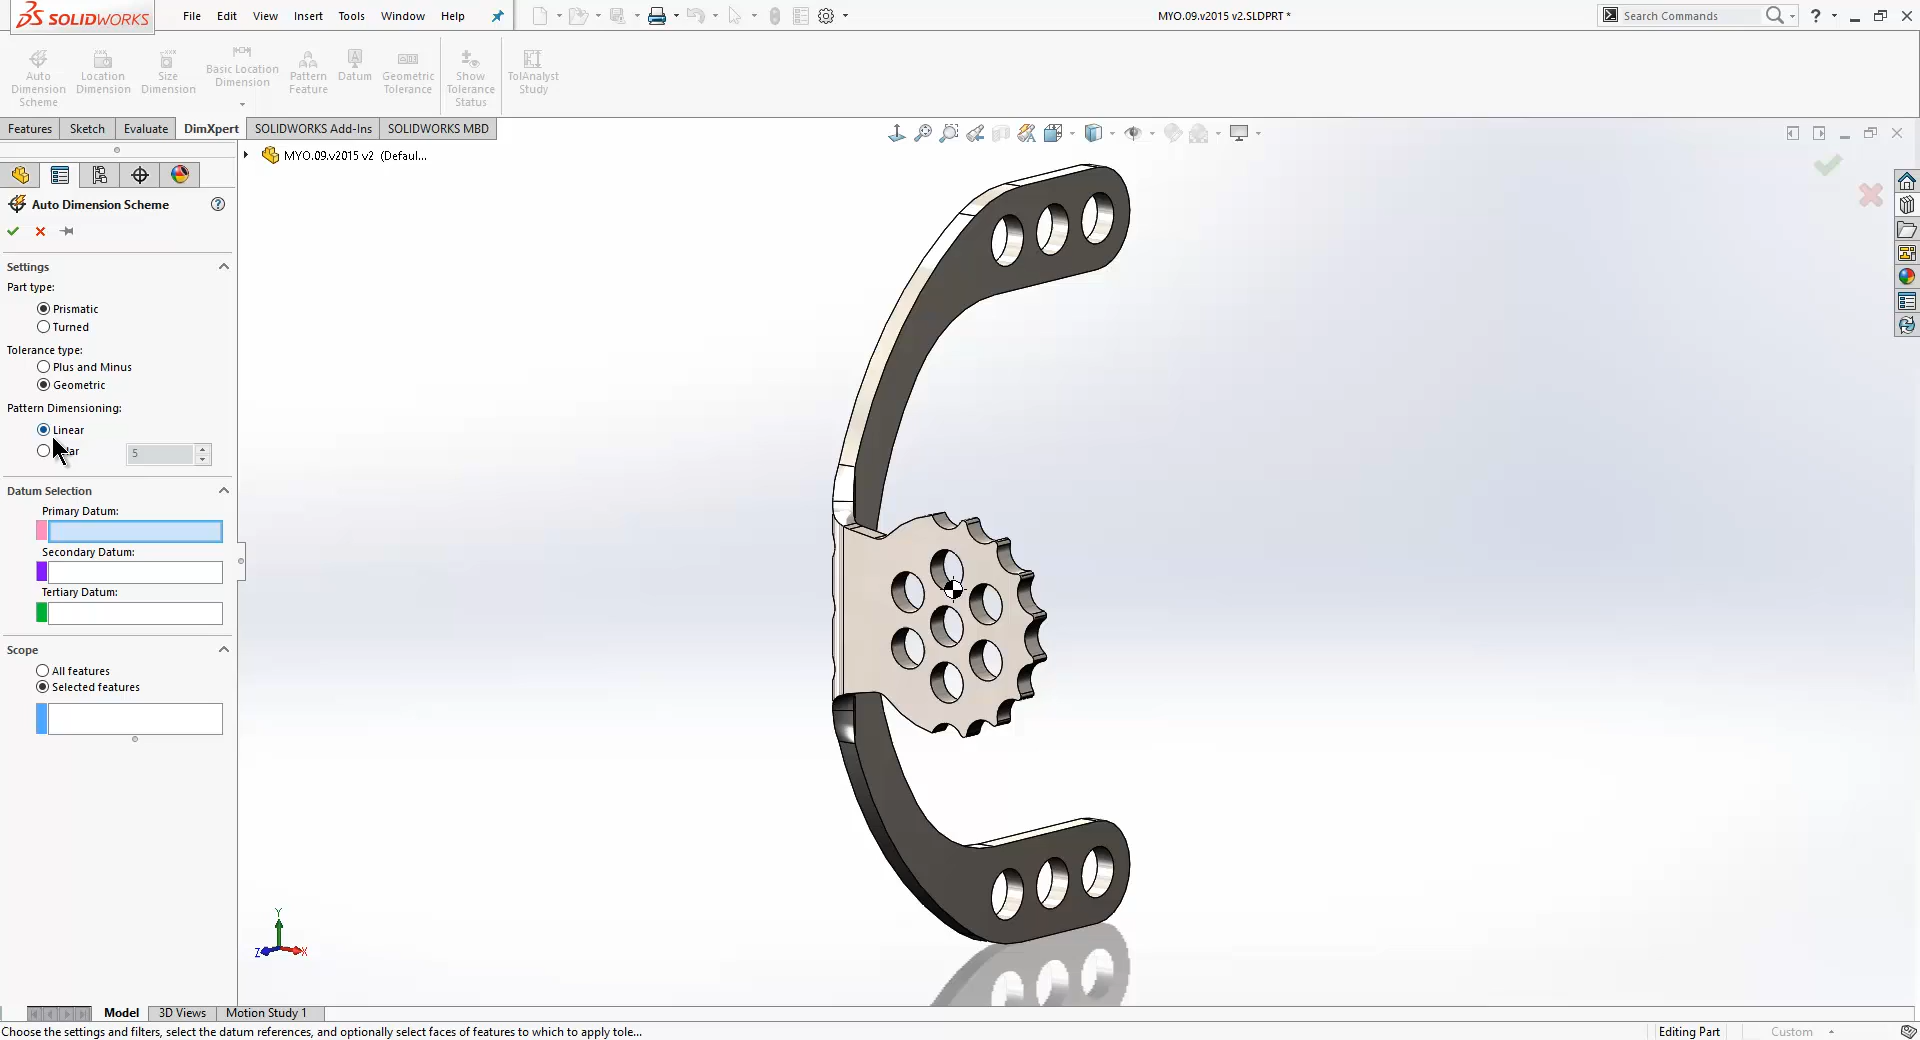 SOLIDWORKS File Edit View Insert Tools Window Help MYO.09.v2015 v2.SLDPRT * Search Commands ?
Auto Dimension Scheme
Location Dimension
Size Dimension
Basic Location Dimension
Pattern Feature
Datum
Geometric Tolerance
Show Tolerance Status
TolAnalyst Study
Features Sketch Evaluate DimXpert SOLIDWORKS Add-Ins SOLIDWORKS MBD
MYO.09.v2015 v2 (Defaul...
Auto Dimension Scheme ?
Settings
Part type:
Prismatic
Turned
Tolerance type:
Plus and Minus
Geometric
Pattern Dimensioning:
Linear
5
Datum Selection
Primary Datum:
Secondary Datum:
Tertiary Datum:
Scope
All features
Selected features
Y
Z X
Model 3D Views Motion Study 1
Choose the settings and filters, select the datum references, and optionally select faces of features to which to apply tole... Editing Part Custom